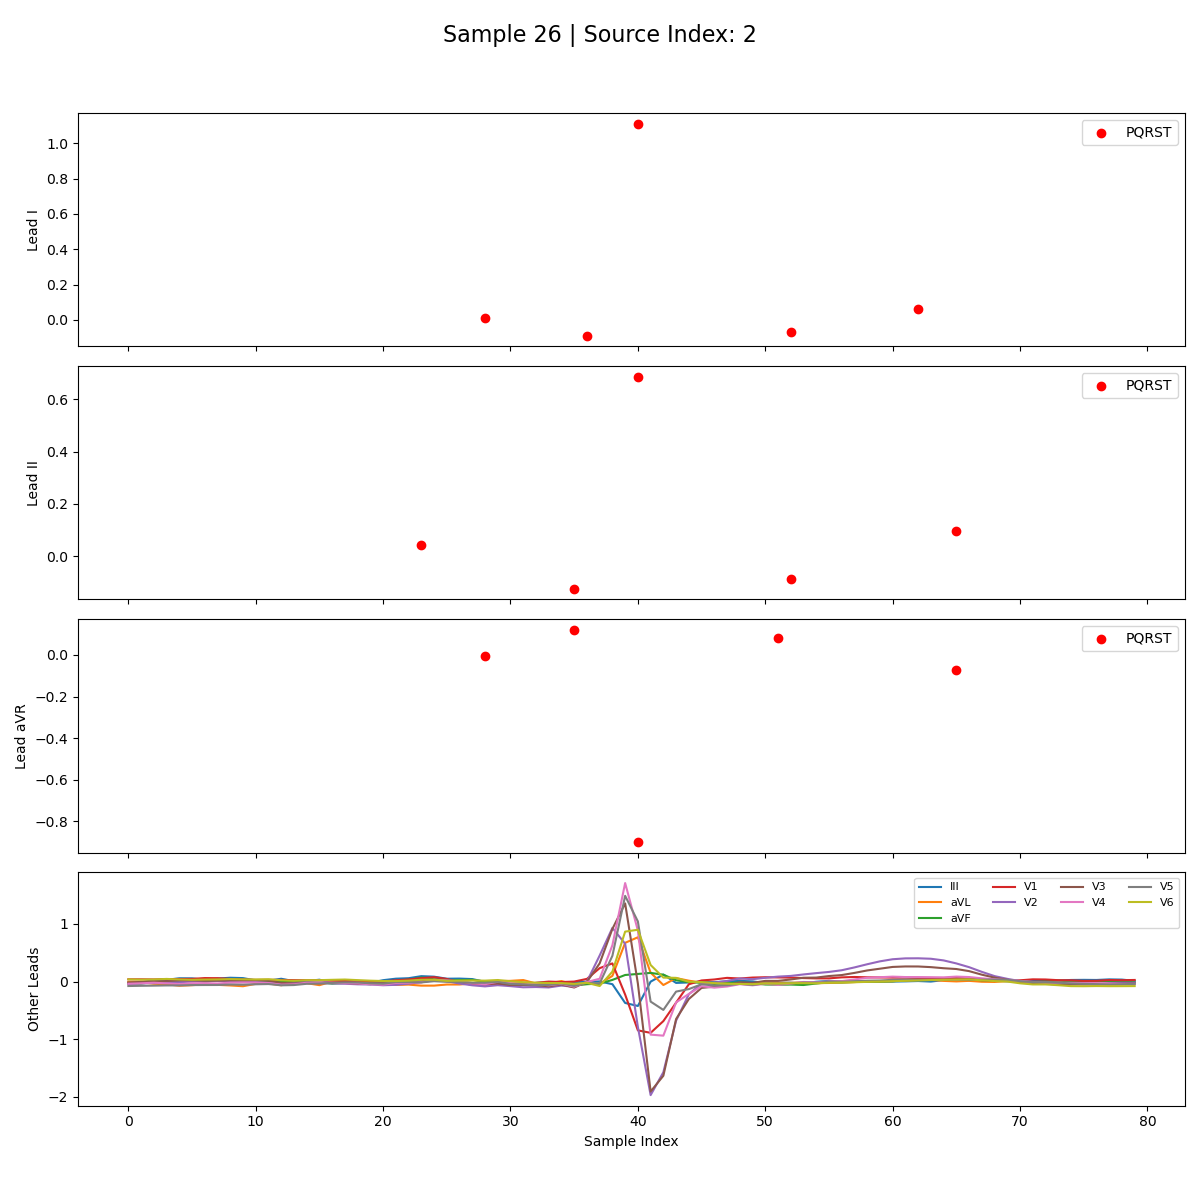 Sample 26 | Source Index: 2
Lead I
1.0
0.8
0.6
0.4
0.2
0.0
PQRST
Lead II
0.6
0.4
0.2
0.0
PQRST
Lead aVR
0.0
−0.2
−0.4
−0.6
−0.8
PQRST
Other Leads
1
0
−1
−2
III V1 V3 V5
aVL V2 V4 V6
aVF
0 10 20 30 40 50 60 70 80
Sample Index